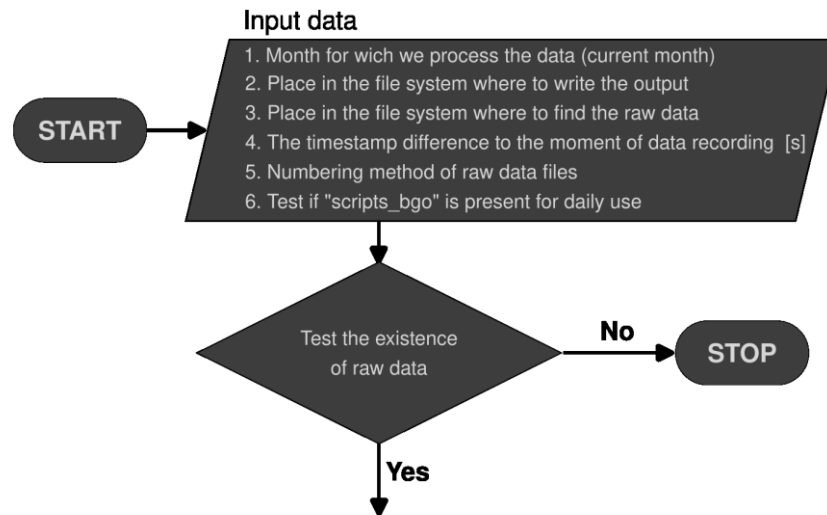 Input data
1. Month for wich we process the data (current month)
2. Place in the file system where to write the output
3. Place in the file system where to find the raw data
START
4. The timestamp difference to the moment of data recording [s]
5. Numbering method of raw data files
6. Test if "scripts_bgo" is present for daily use
Test the existence
of raw data
No
STOP
Yes